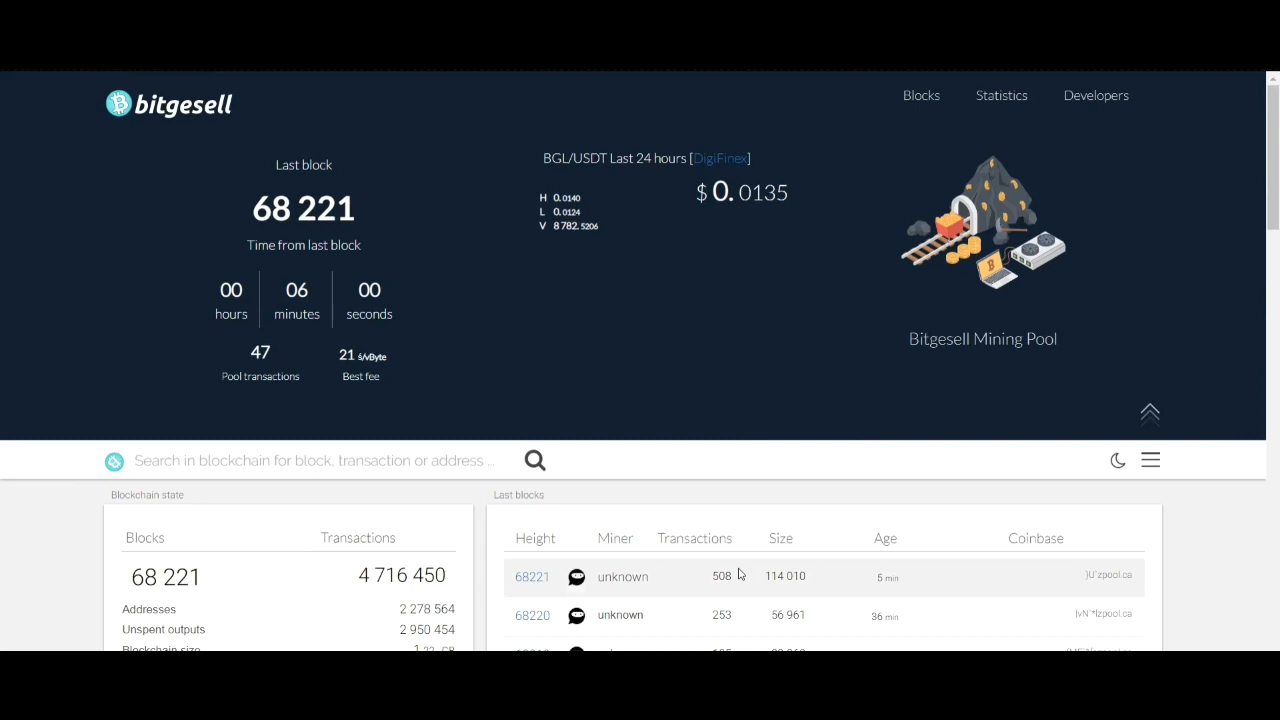 bitgesell
Blocks Statistics Developers
Last block
68 221
Time from last block
00 06 00
hours minutes seconds
47 21 ś/vByte
Pool transactions Best fee
BGL/USDT Last 24 hours [DigiFinex]
$ 0. 0135
H 0.0140
L 0.0124
V 8 782.5206
Bitgesell Mining Pool
Search in blockchain for block, transaction or address ...
Blockchain state
Blocks Transactions
68 221 4 716 450
Addresses 2 278 564
Unspent outputs 2 950 454
Blockchain size
Last blocks
Height Miner Transactions Size Age Coinbase
68221 unknown 508 114 010 5 min )U`zpool.ca
68220 unknown 253 56 961 36 min